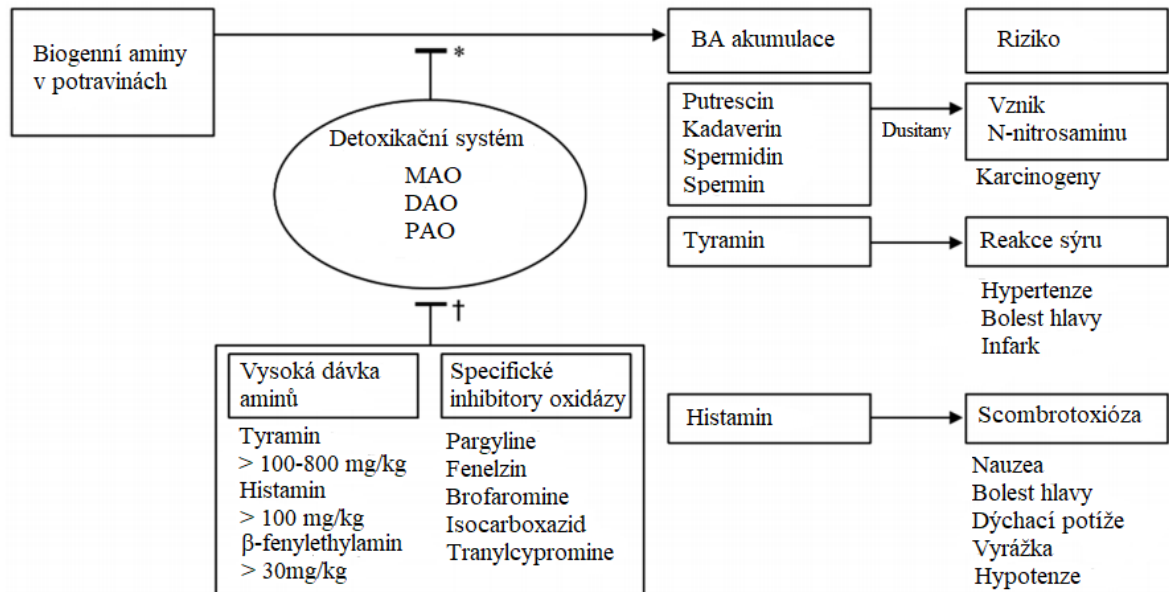 Biogenní aminy
v potravinách
BA akumulace
Riziko
*
Detoxikační systém
MAO
DAO
PAO
Putrescin
Kadaverin
Spermidin
Spermin
Dusitany
Vznik
N-nitrosaminu
Karcinogeny
Tyramin
Reakce sýru
Hypertenze
Bolest hlavy
Infark
†
Vysoká dávka
aminů
Tyramin
> 100-800 mg/kg
Histamin
> 100 mg/kg
β-fenylethylamin
> 30mg/kg
Specifické
inhibitory oxidázy
Pargyline
Fenelzin
Brofaromine
Isocarboxazid
Tranylcypromine
Histamin
Scombrotoxióza
Nauzea
Bolest hlavy
Dýchací potíže
Vyrážka
Hypotenze